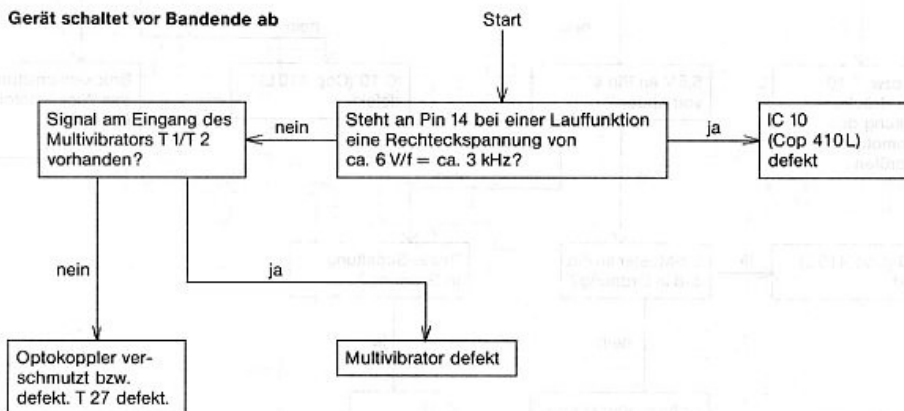 Gerät schaltet vor Bandende ab
Start
Signal am Eingang des
Multivibrators T 1/T 2
vorhanden?
nein
Steht an Pin 14 bei einer Lauffunktion
eine Rechteckspannung von
ca. 6 V/f = ca. 3 kHz?
ja
IC 10
(Cop 410 L)
defekt
nein
ja
Optokoppler ver-
schmutzt bzw.
defekt. T 27 defekt.
Multivibrator defekt